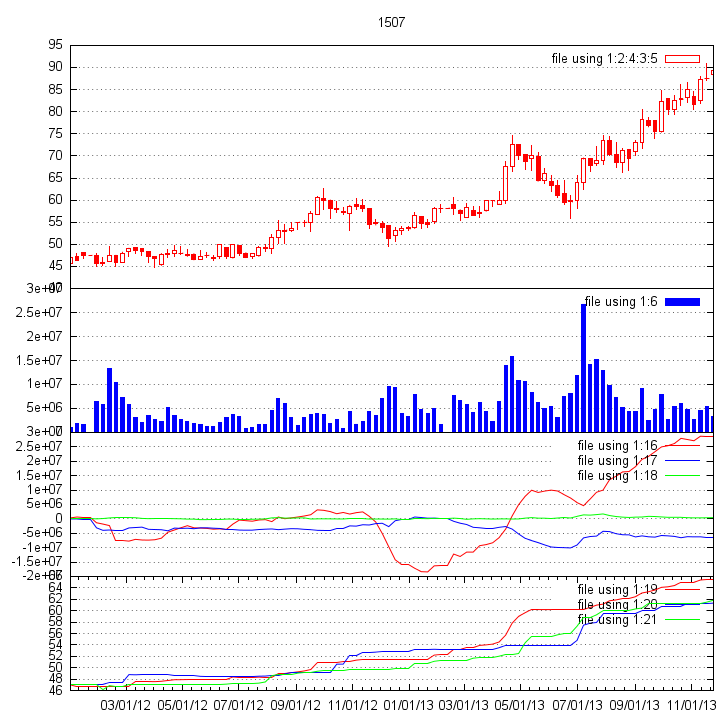 1507
95
file using 1:2:4:3:5
90
85
80
75
70
65
60
55
50
45
file using 1:6
2.5e+07
2e+07
1.5e+07
1e+07
5e+06
file using 1:16
2.5e+07
file using 1:17
2e+07
file using 1:18
1.5e+07
1e+07
5e+06
0
-5e+06
-1e+07
-1.5e+07
file using 1:19
64
62
file using 1:20
60
file using 1:21
58
56
54
52
50
48
46
03/01/12 05/01/12 07/01/12 09/01/12 11/01/12 01/01/13 03/01/13 05/01/13 07/01/13 09/01/13 11/01/13